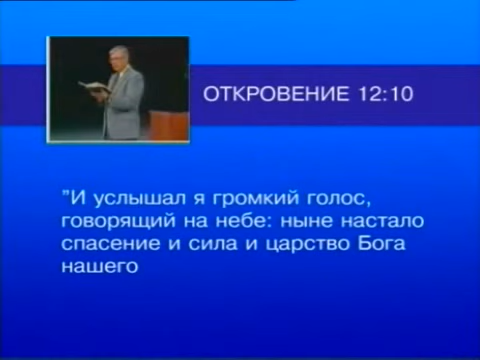 ОТКРОВЕНИЕ 12:10
"И услышал я громкий голос,
говорящий на небе: ныне настало
спасение и сила и царство Бога
нашего